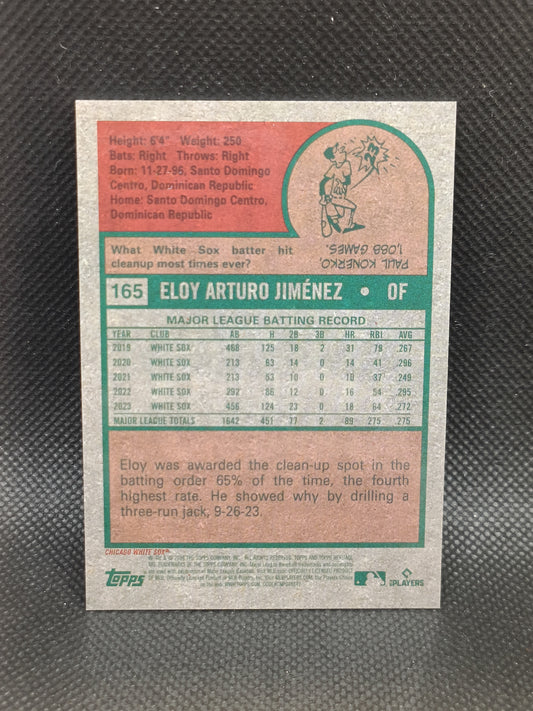 Height: 6'4" Weight: 250
Bats: Right Throws: Right
Born: 11-27-96, Santo Domingo
Centro, Dominican Republic
Home: Santo Domingo Centro,
Dominican Republic
What White Sox batter hit
cleanup most times ever?
PAUL KONERKO,
1,088 GAMES.
165 ELOY ARTURO JIMÉNEZ • OF
MAJOR LEAGUE BATTING RECORD
YEAR CLUB AB H 2B 3B HR RBI AVG
2019 WHITE SOX 468 125 18 2 31 79 .267
2020 WHITE SOX 213 63 14 0 14 41 .296
2021 WHITE SOX 213 53 10 0 10 37 .249
2022 WHITE SOX 292 86 12 0 16 54 .295
2023 WHITE SOX 456 124 23 0 18 64 .272
MAJOR LEAGUE TOTALS 1642 451 77 2 89 275 .275
Eloy was awarded the clean-up spot in the
batting order 65% of the time, the fourth
highest rate. He showed why by drilling a
three-run jack, 9-26-23.
CHICAGO WHITE SOX®
topps
PLAYERS